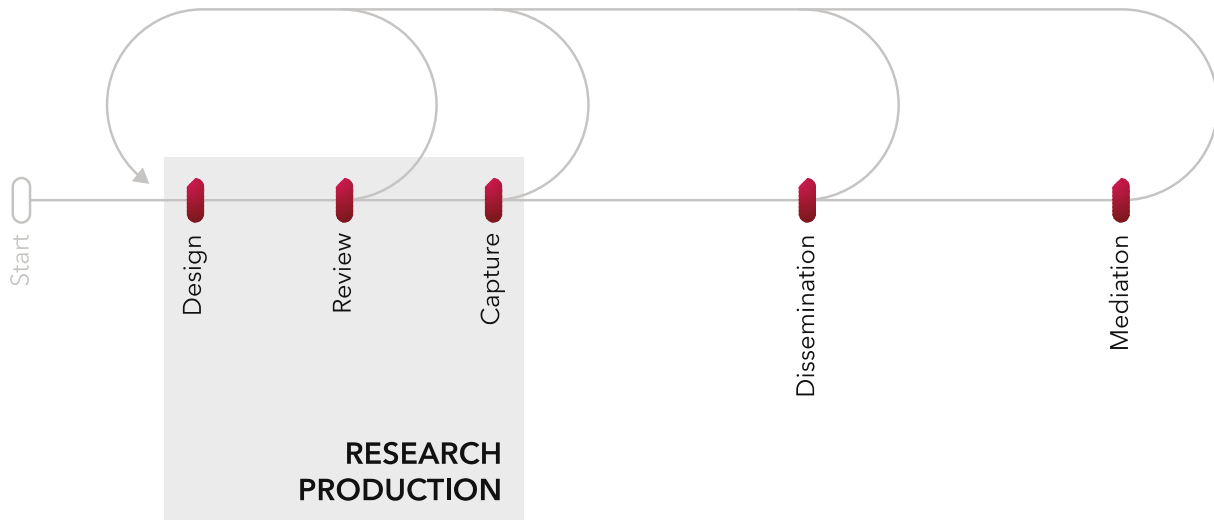 Start
Design
Review
Capture
Dissemination
Mediation
RESEARCH
PRODUCTION